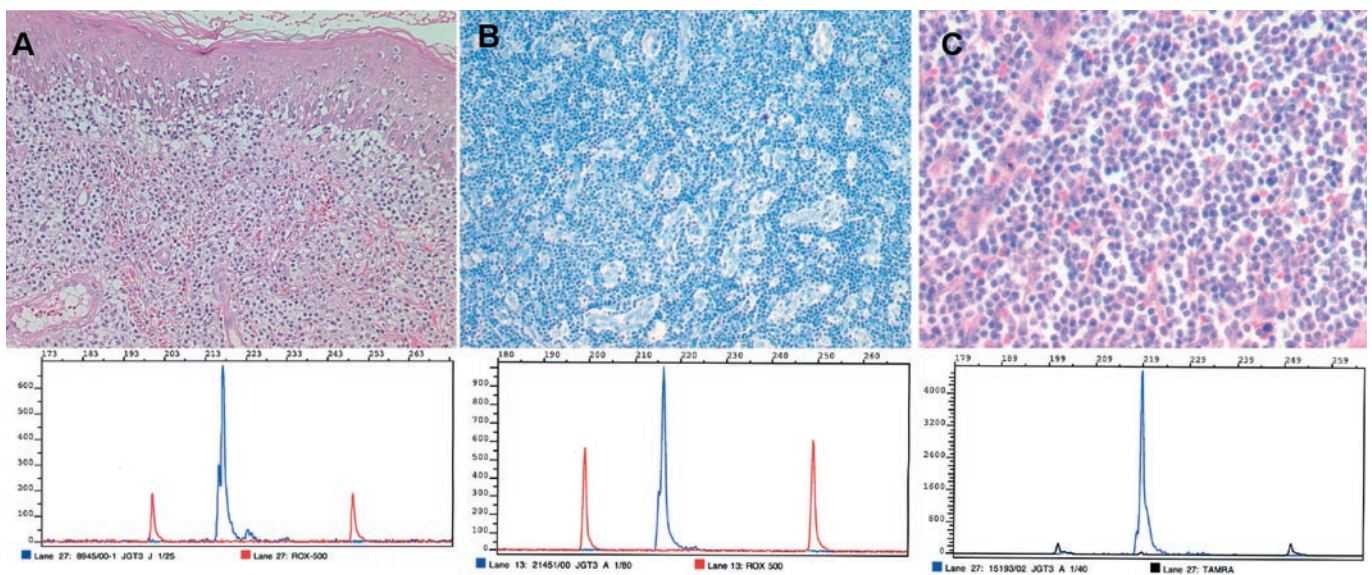 A
B
C
173 183 193 203 213 223 233 243 253 263
600
500
400
300
200
100
0
Lane 27: 8945/00-1 JGT3 J 1/25 Lane 27: ROX-500
180 190 200 210 220 230 240 250 260
900
800
700
600
500
400
300
200
100
0
Lane 13: 21451/00 JGT3 A 1/80 Lane 13: ROX 500
179 189 199 209 219 229 239 249 259
4000
3200
2400
1600
800
0
Lane 27: 15193/02 JGT3 A 1/40 Lane 27: TAMRA